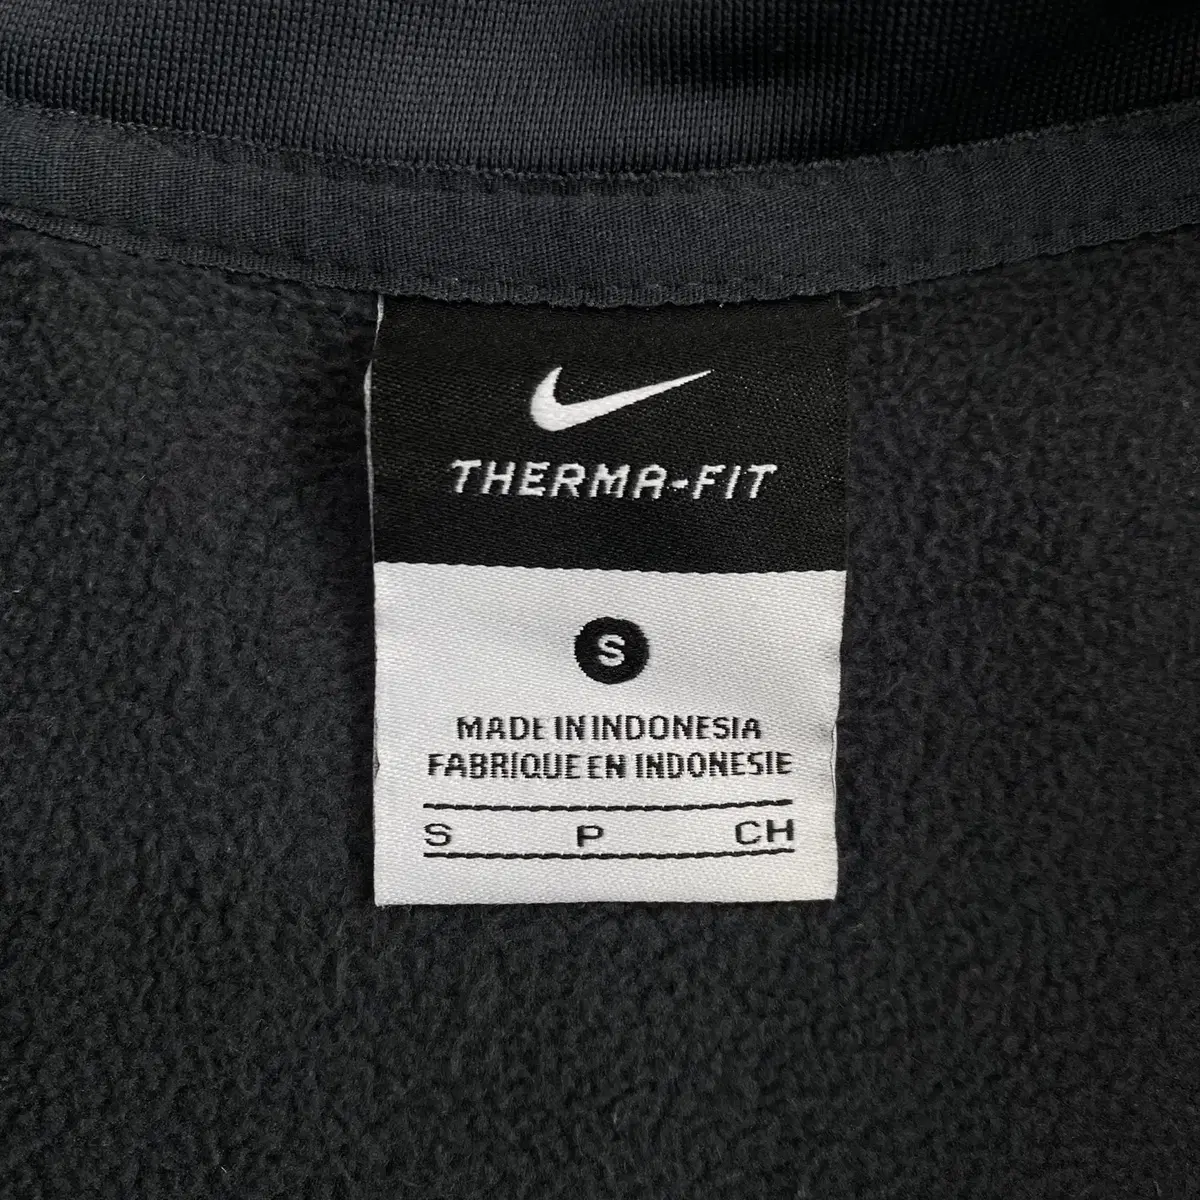 THERMA-FIT
S
MADE IN INDONESIA
FABRIQUE EN INDONESIE
S P CH